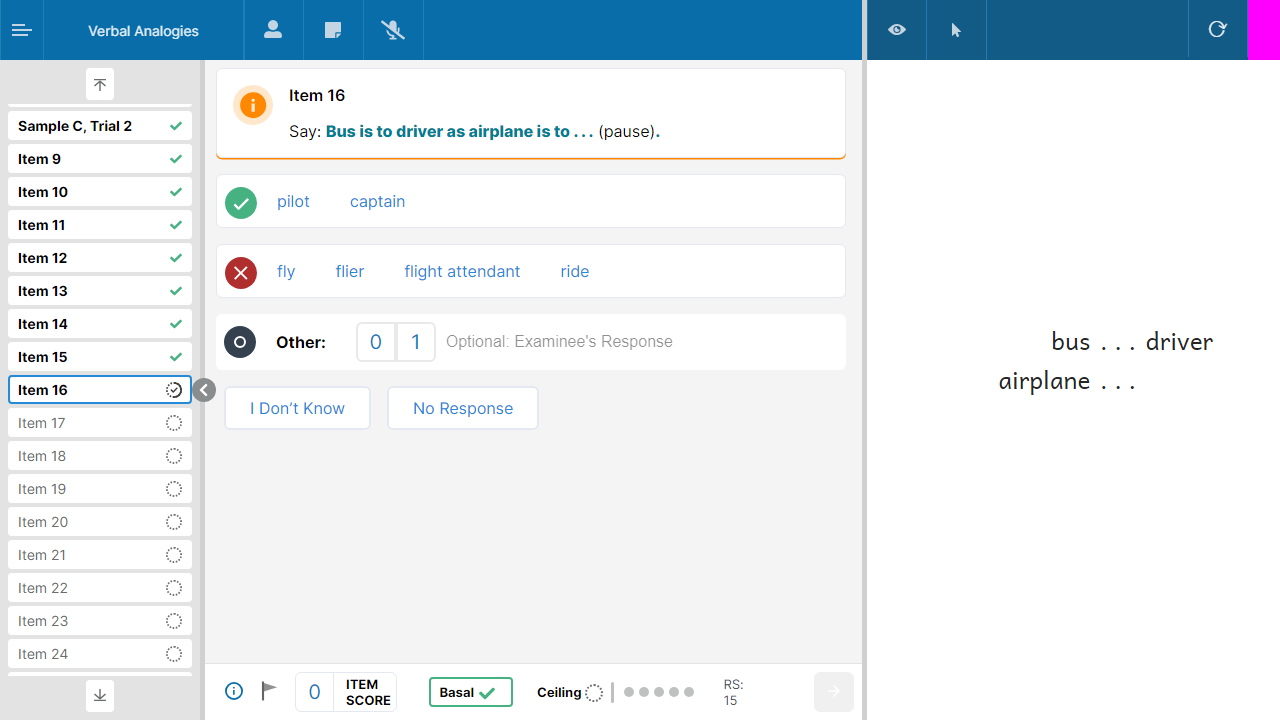 Verbal Analogies
Sample C, Trial 2
Item 9
Item 10
Item 11
Item 12
Item 13
Item 14
Item 15
Item 16
Item 17
Item 18
Item 19
Item 20
Item 21
Item 22
Item 23
Item 24
Item 16
Say: Bus is to driver as airplane is to . . . (pause).
pilot captain
fly flier flight attendant ride
Other: 0 1 Optional: Examinee's Response
I Don't Know No Response
0 ITEM SCORE Basal Ceiling RS: 15
bus . . . driver
airplane . . .